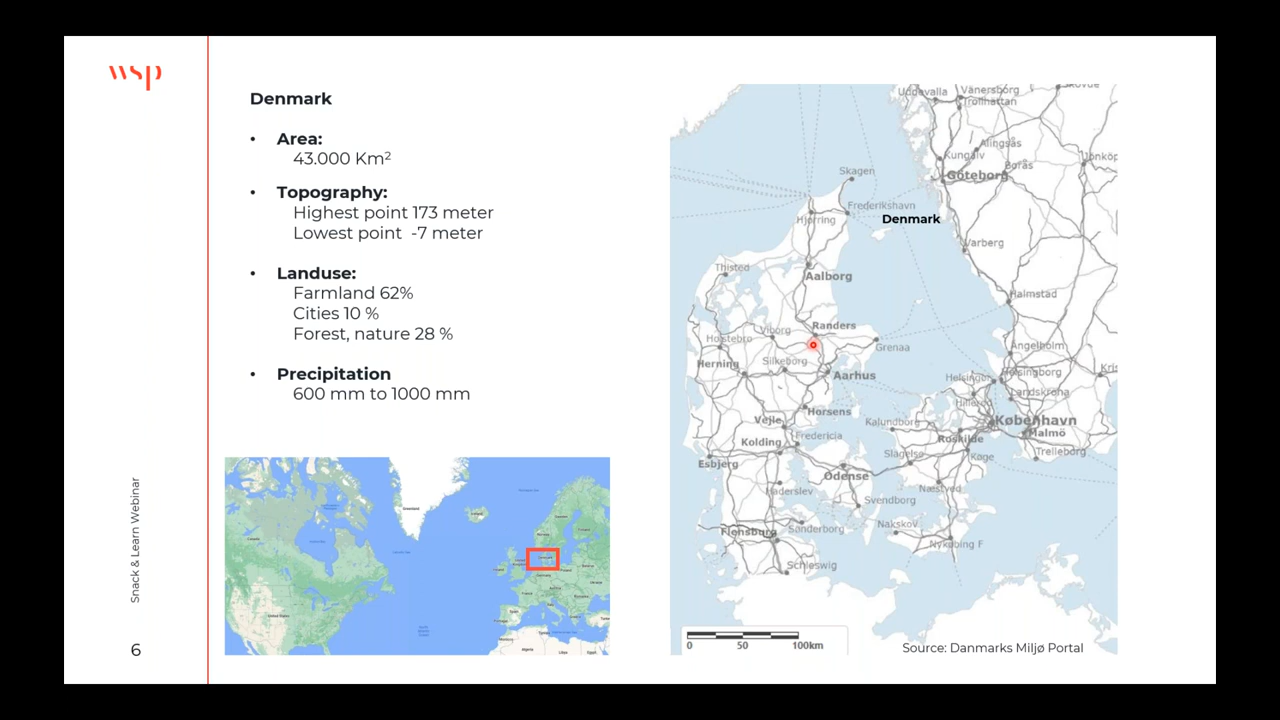 wsp
Denmark
• Area:
43.000 Km²
• Topography:
Highest point 173 meter
Lowest point -7 meter
• Landuse:
Farmland 62%
Cities 10 %
Forest, nature 28 %
• Precipitation
600 mm to 1000 mm
Snack & Learn Webinar
6
Uddevalla
Vänersborg
Trollhättan
Alingsås
Kungälv
Borås
Göteborg
Skagen
Frederikshavn
Hjørring
Denmark
Varberg
Thisted
Aalborg
Halmstad
Randers
Viborg
Holstebro
Grenaa
Ängelholm
Silkeborg
Herning
Aarhus
Helsingør
Helsingborg
Landskrona
Hillerød
Horsens
Vejle
Kalundborg
København
Malmö
Fredericia
Kolding
Roskilde
Trelleborg
Køge
Slagelse
Esbjerg
Odense
Haderslev
Næstved
Svendborg
Nakskov
Sønderborg
Flensburg
Nykøbing F
Schleswig
0 50 100km
Source: Danmarks Miljø Portal